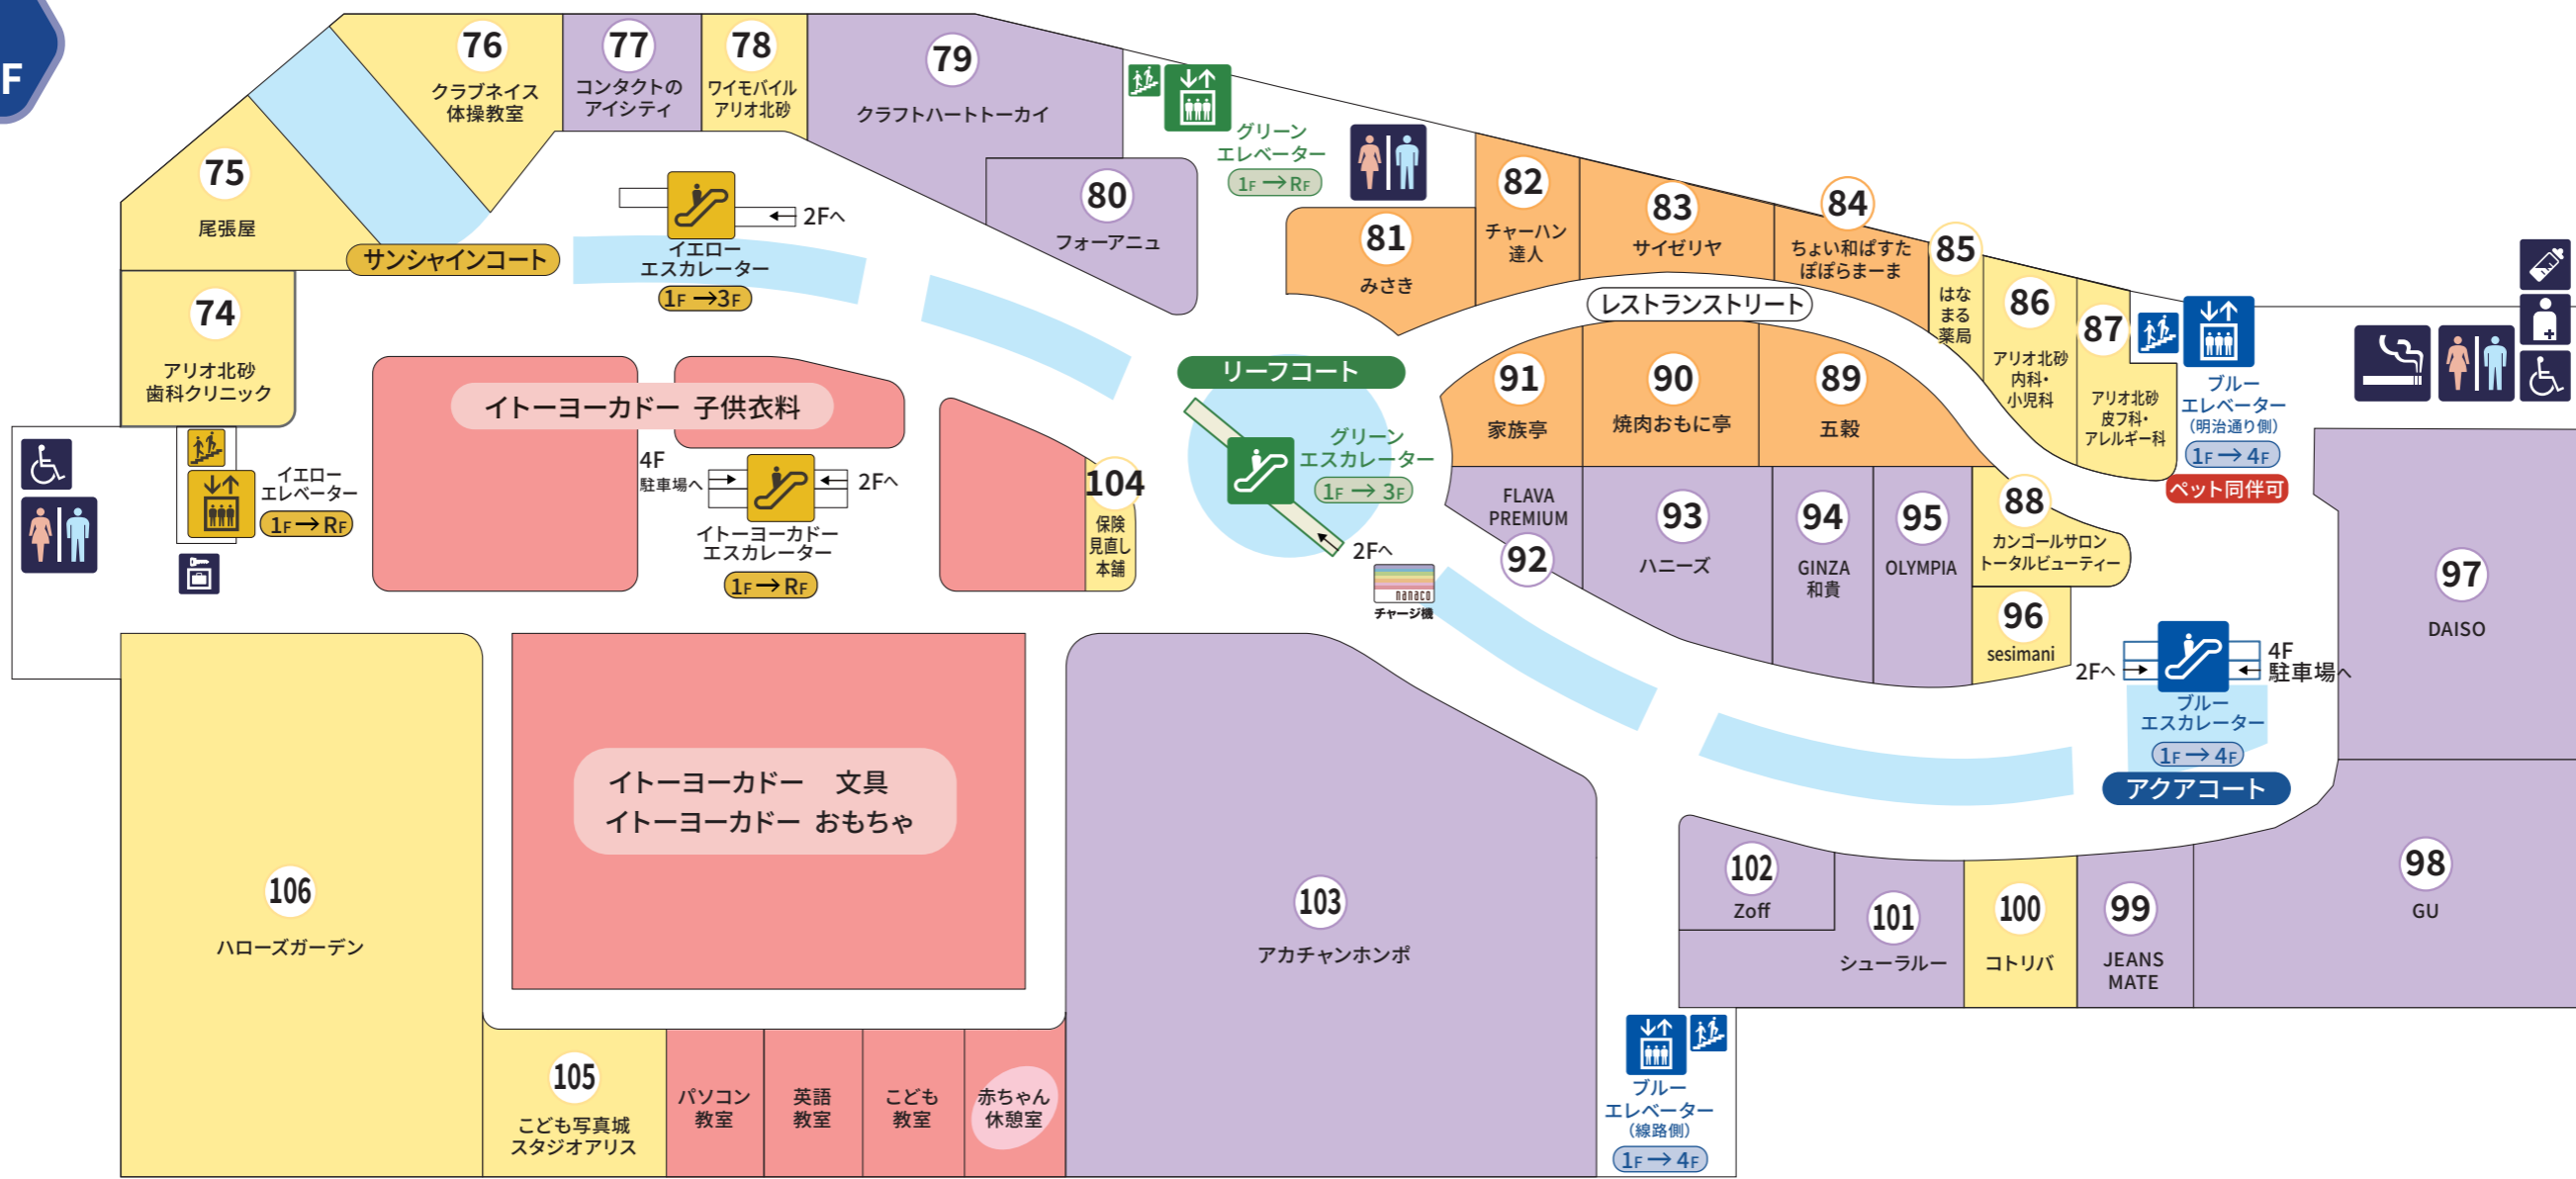 F
76
クラブネイス
体操教室
77
コンタクトの
アイシティ
78
ワイモバイル
アリオ北砂
79
クラフトハートトーカイ
80
フォーアニュ
グリーン
エレベーター
1F→RF
75
尾張屋
サンシャインコート
2Fへ
イエロー
エスカレーター
1F→3F
74
アリオ北砂
歯科クリニック
イエロー
エレベーター
1F→RF
イトーヨーカドー 子供衣料
4F
駐車場へ
2Fへ
イトーヨーカドー
エスカレーター
1F→RF
104
保険
見直し
本舗
リーフコート
グリーン
エスカレーター
1F→3F
2Fへ
nanaco
チャージ機
81
みさき
82
チャーハン
達人
83
サイゼリヤ
84
ちょい和ぱすた
ぽぽらまーま
レストランストリート
85
はな
まる
薬局
86
アリオ北砂
内科・
小児科
87
アリオ北砂
皮フ科・
アレルギー科
ブルー
エレベーター
(明治通り側)
1F→4F
ペット同伴可
91
家族亭
90
焼肉おもに亭
89
五穀
FLAVA
PREMIUM
92
93
ハニーズ
94
GINZA
和貴
95
OLYMPIA
88
カンゴールサロン
トータルビューティー
96
sesimani
97
DAISO
2Fへ
4F
駐車場へ
ブルー
エスカレーター
1F→4F
アクアコート
106
ハローズガーデン
イトーヨーカドー 文具
イトーヨーカドー おもちゃ
103
アカチャンホンポ
102
Zoff
101
シューラルー
100
コトリバ
99
JEANS
MATE
98
GU
105
こども写真城
スタジオアリス
パソコン
教室
英語
教室
こども
教室
赤ちゃん
休憩室
ブルー
エレベーター
(線路側)
1F→4F